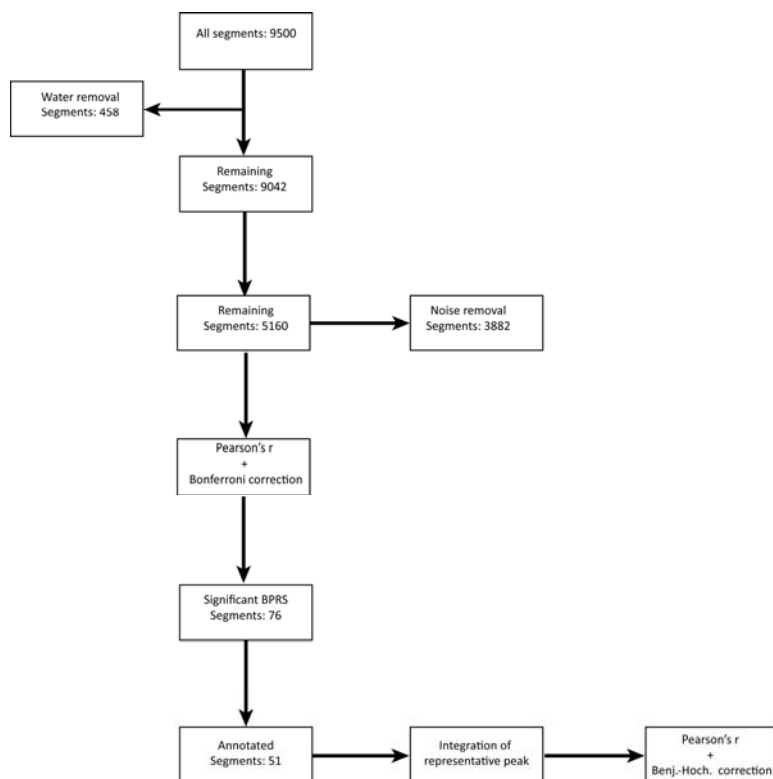 All segments: 9500
Water removal
Segments: 458
Remaining
Segments: 9042
Remaining
Segments: 5160
Noise removal
Segments: 3882
Pearson's r
+
Bonferroni correction
Significant BPRS
Segments: 76
Annotated
Segments: 51
Integration of
representative peak
Pearson's r
+
Benj.-Hoch. correction